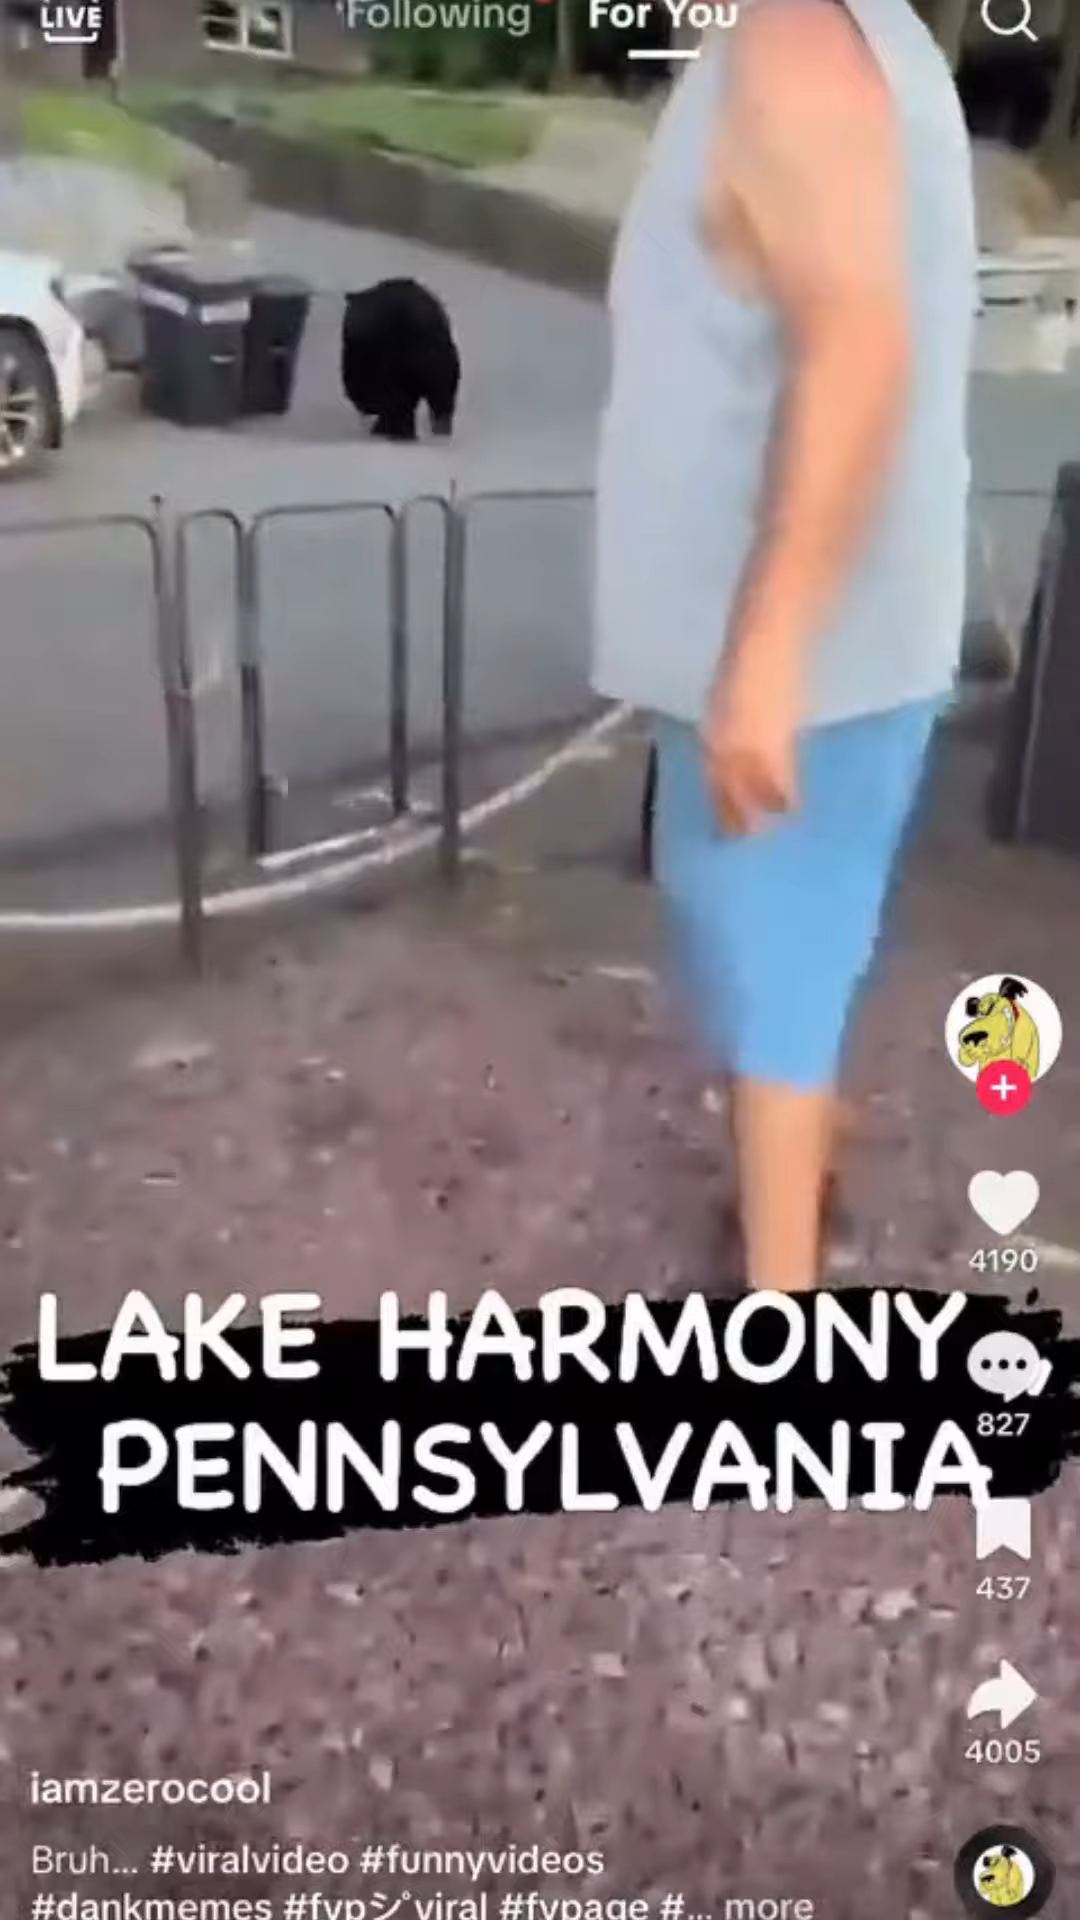 LIVE
Following
For You
4190
LAKE HARMONY,
827
PENNSYLVANIA
437
4005
iamzerocool
Bruh... #viralvideo #funnyvideos
#dankmemes #fypシ゚viral #fypage #... more